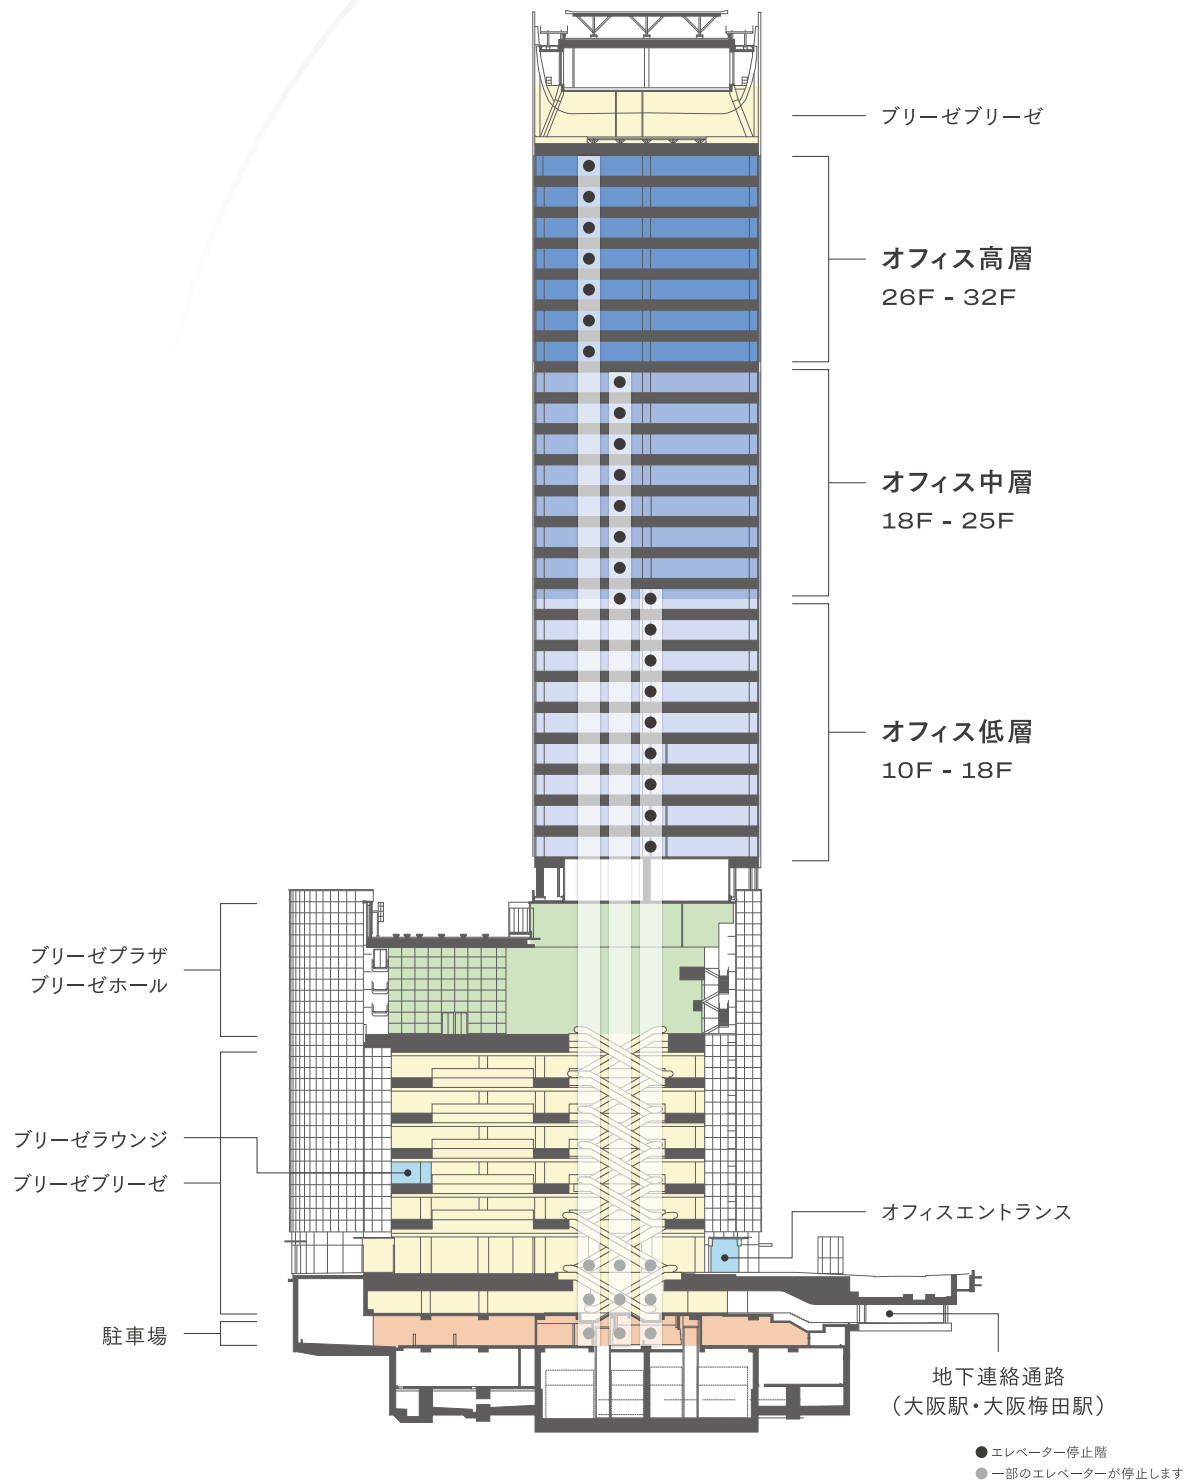 ブリーゼブリーゼ
オフィス高層
26F - 32F
オフィス中層
18F - 25F
オフィス低層
10F - 18F
ブリーゼプラザ
ブリーゼホール
ブリーゼラウンジ
ブリーゼブリーゼ
オフィスエントランス
駐車場
地下連絡通路
（大阪駅・大阪梅田駅）
エレベーター停止階
一部のエレベーターが停止します